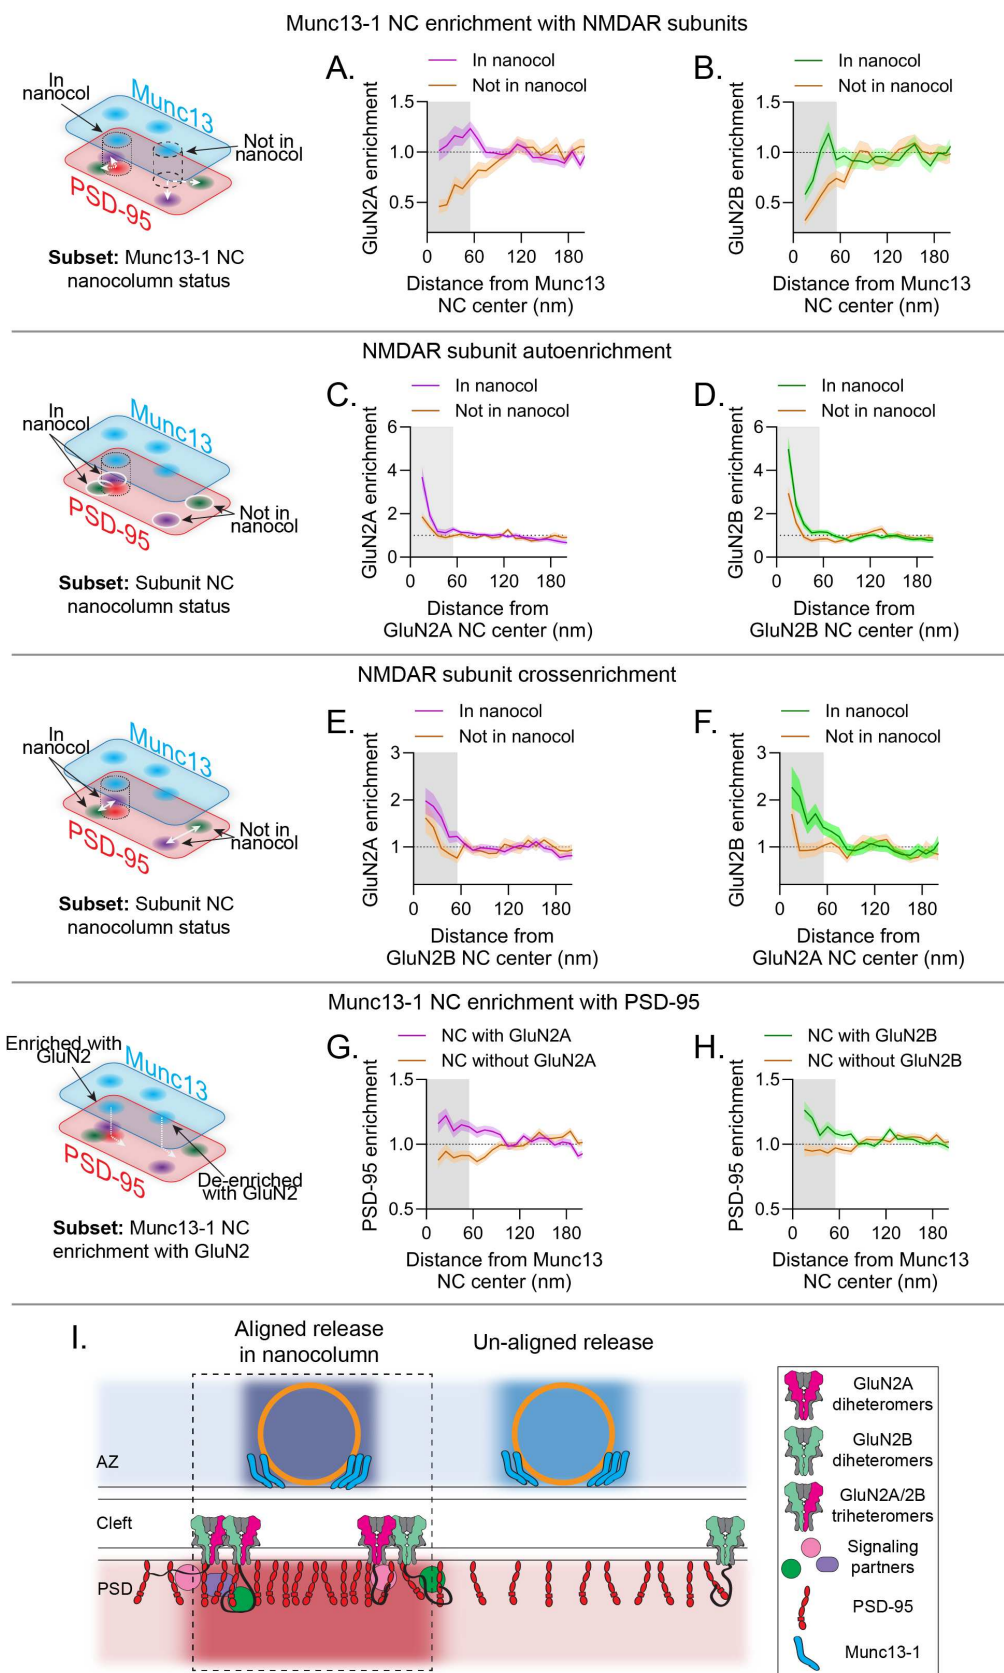 Munc13-1 NC enrichment with NMDAR subunits
In
nanocol
Munc13
Not in
nanocol
PSD-95
Subset: Munc13-1 NC
nanocolumn status
A.
In nanocol
Not in nanocol
GluN2A enrichment
1.5
1.0
0.5
0
60
120
180
Distance from Munc13
NC center (nm)
B.
In nanocol
Not in nanocol
GluN2B enrichment
1.5
1.0
0.5
0
60
120
180
Distance from Munc13
NC center (nm)
NMDAR subunit autoenrichment
In
nanocol
Munc13
Not in
nanocol
PSD-95
Subset: Subunit NC
nanocolumn status
C.
In nanocol
Not in nanocol
GluN2A enrichment
6
4
2
0
0
60
120
180
Distance from
GluN2A NC center (nm)
D.
In nanocol
Not in nanocol
GluN2B enrichment
6
4
2
0
0
60
120
180
Distance from
GluN2B NC center (nm)
NMDAR subunit crossenrichment
In
nanocol
Munc13
Not in
nanocol
PSD-95
Subset: Subunit NC
nanocolumn status
E.
In nanocol
Not in nanocol
GluN2A enrichment
3
2
1
0
60
120
180
Distance from
GluN2B NC center (nm)
F.
In nanocol
Not in nanocol
GluN2B enrichment
3
2
1
0
60
120
180
Distance from
GluN2A NC center (nm)
Munc13-1 NC enrichment with PSD-95
Enriched with
GluN2
Munc13
PSD-95
De-enriched
with GluN2
Subset: Munc13-1 NC
enrichment with GluN2
G.
NC with GluN2A
NC without GluN2A
PSD-95 enrichment
1.5
1.0
0.5
0
60
120
180
Distance from Munc13
NC center (nm)
H.
NC with GluN2B
NC without GluN2B
PSD-95 enrichment
1.5
1.0
0.5
0
60
120
180
Distance from Munc13
NC center (nm)
I.
Aligned release
in nanocolumn
Un-aligned release
AZ
Cleft
PSD
GluN2A
diheteromers
GluN2B
diheteromers
GluN2A/2B
triheteromers
Signaling
partners
PSD-95
Munc13-1